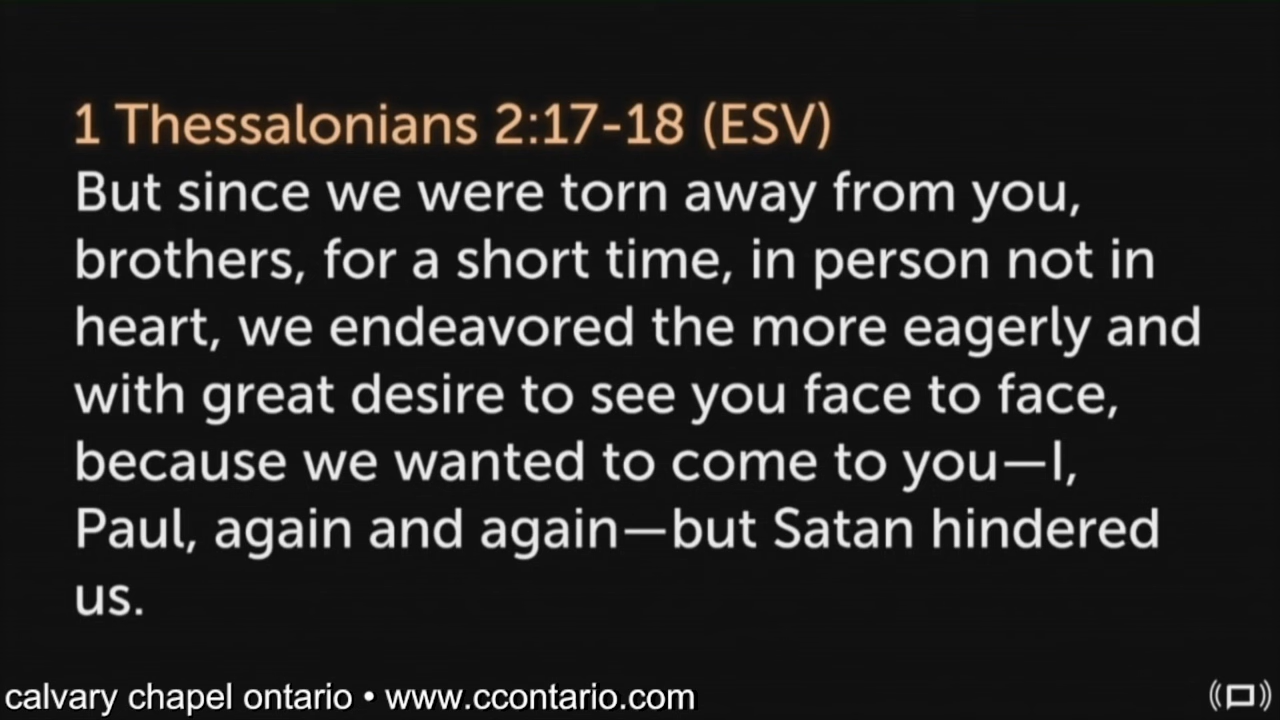 1 Thessalonians 2:17-18 (ESV)
But since we were torn away from you,
brothers, for a short time, in person not in
heart, we endeavored the more eagerly and
with great desire to see you face to face,
because we wanted to come to you—I,
Paul, again and again—but Satan hindered
us.
calvary chapel ontario • www.ccontario.com